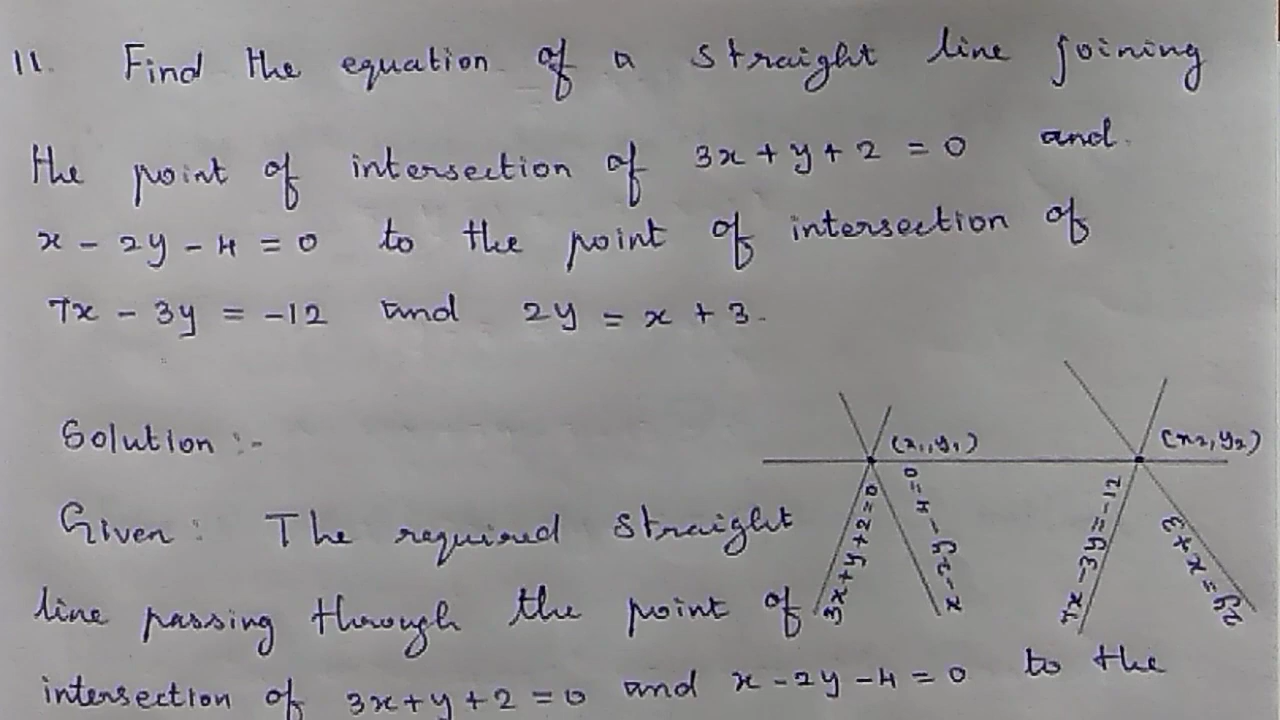 11. Find the equation of a straight line joining
the point of intersection of 3x + y + 2 = 0 and
x - 2y - 4 = 0 to the point of intersection of
7x - 3y = -12 and 2y = x + 3.
Solution :-
(x₁, y₁)
(x₂, y₂)
3x + y + 2 = 0
x - 2y - 4 = 0
7x - 3y = -12
2y = x + 3
Given : The required straight
line passing through the point of
intersection of 3x + y + 2 = 0 and x - 2y - 4 = 0 to the